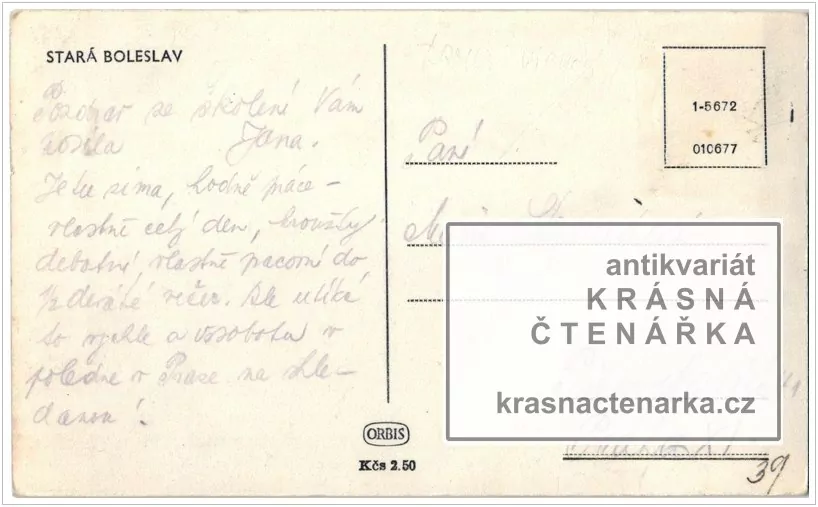 STARÁ BOLESLAV
Pozdrav ze školení Vám
posílá Jana.
Je tu zima, hodně práce –
vlastně celý den, kroužky
debatní, vlastně pracovní do
1/2 deváté večer. Ale utíká
to rychle a v sobotu v
poledne v Praze na shle-
danou!
ORBIS
Kčs 2.50
1-5672
010677
Paní
antikvariát
KRÁSNÁ
ČTENÁŘKA
krasnactenarka.cz
39